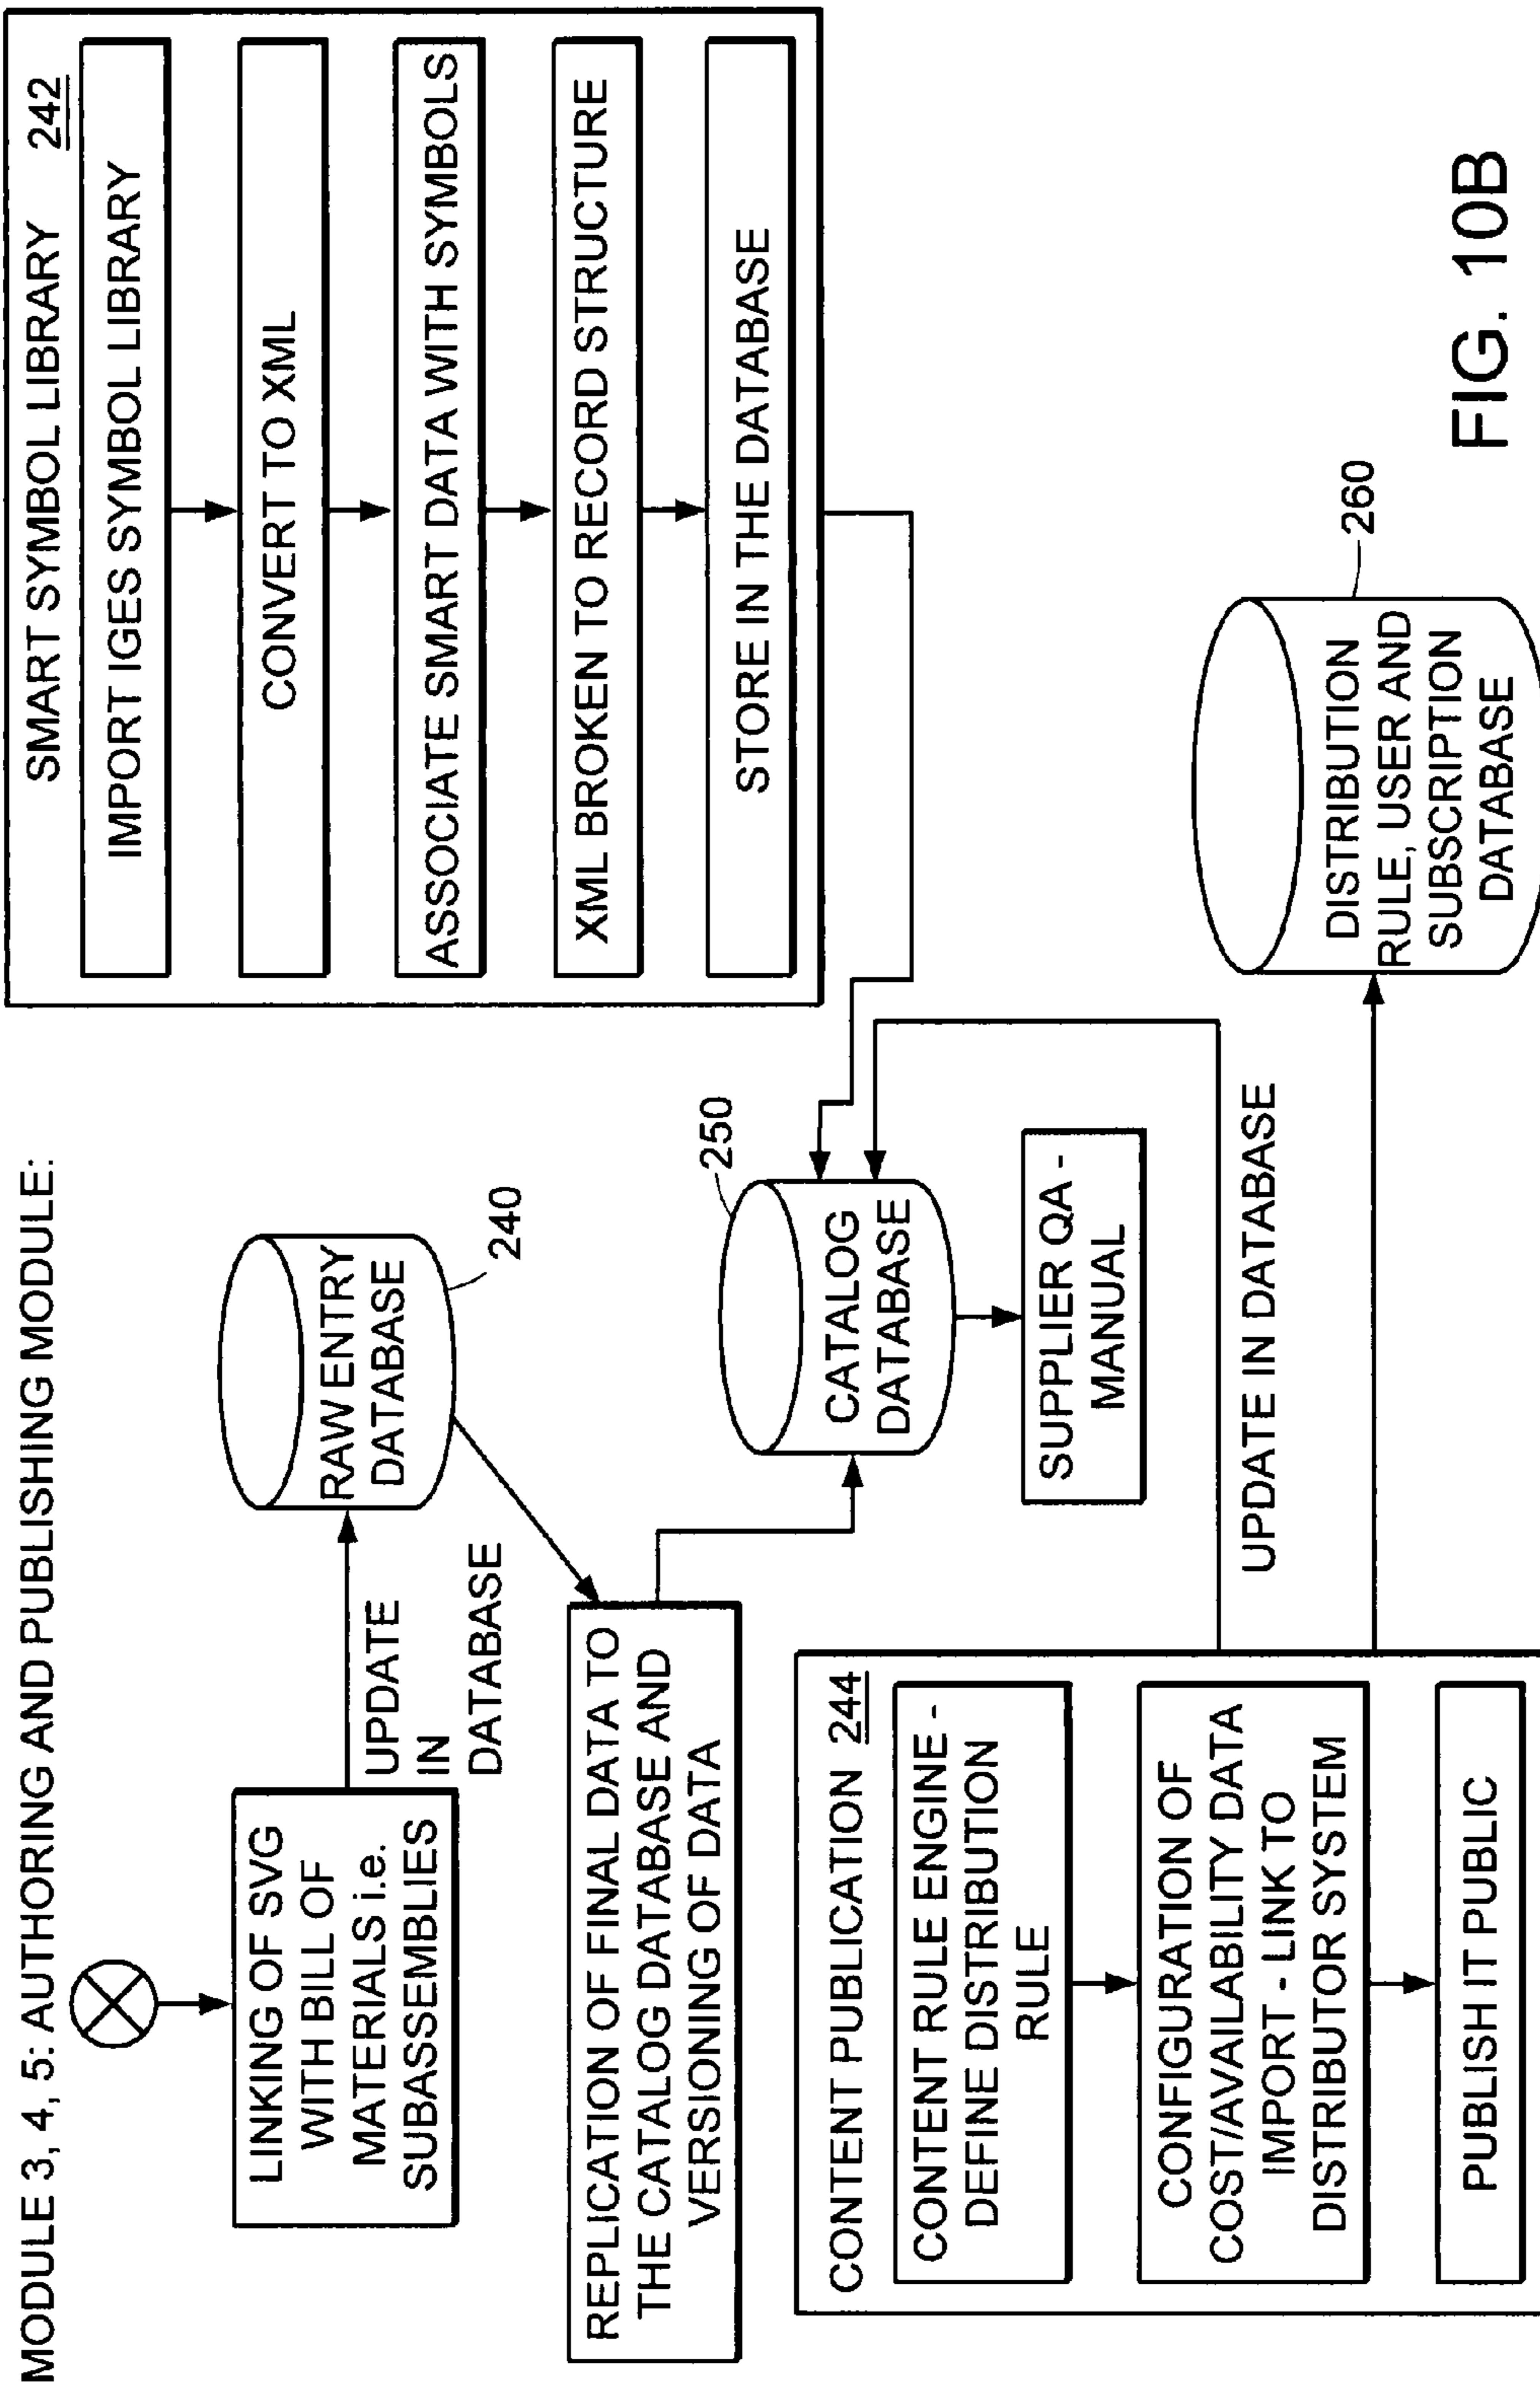 MODULE 3, 4, 5: AUTHORING AND PUBLISHING MODULE:
LINKING OF SVG
WITH BILL OF
MATERIALS i.e.
SUBASSEMBLIES
UPDATE
IN
DATABASE
RAW ENTRY
DATABASE
240
REPLICATION OF FINAL DATA TO
THE CATALOG DATABASE AND
VERSIONING OF DATA
250
CATALOG
DATABASE
SUPPLIER QA -
MANUAL
SMART SYMBOL LIBRARY 242
IMPORT IGES SYMBOL LIBRARY
CONVERT TO XML
ASSOCIATE SMART DATA WITH SYMBOLS
XML BROKEN TO RECORD STRUCTURE
STORE IN THE DATABASE
CONTENT PUBLICATION 244
CONTENT RULE ENGINE -
DEFINE DISTRIBUTION
RULE
CONFIGURATION OF
COST/AVAILABILITY DATA
IMPORT - LINK TO
DISTRIBUTOR SYSTEM
PUBLISH IT PUBLIC
UPDATE IN DATABASE
260
DISTRIBUTION
RULE, USER AND
SUBSCRIPTION
DATABASE
FIG. 10B